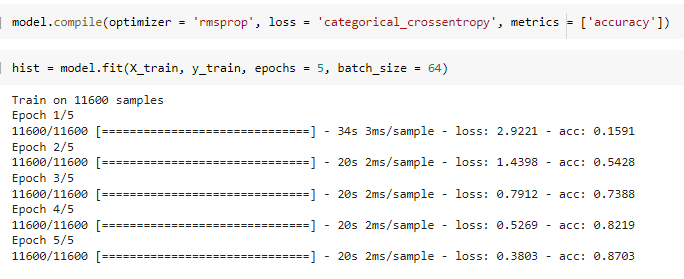 model.compile(optimizer = 'rmsprop', loss = 'categorical_crossentropy', metrics = ['accuracy'])
hist = model.fit(X_train, y_train, epochs = 5, batch_size = 64)
Train on 11600 samples
Epoch 1/5
11600/11600 [==============================] - 34s 3ms/sample - loss: 2.9221 - acc: 0.1591
Epoch 2/5
11600/11600 [==============================] - 20s 2ms/sample - loss: 1.4398 - acc: 0.5428
Epoch 3/5
11600/11600 [==============================] - 20s 2ms/sample - loss: 0.7912 - acc: 0.7388
Epoch 4/5
11600/11600 [==============================] - 20s 2ms/sample - loss: 0.5269 - acc: 0.8219
Epoch 5/5
11600/11600 [==============================] - 20s 2ms/sample - loss: 0.3803 - acc: 0.8703